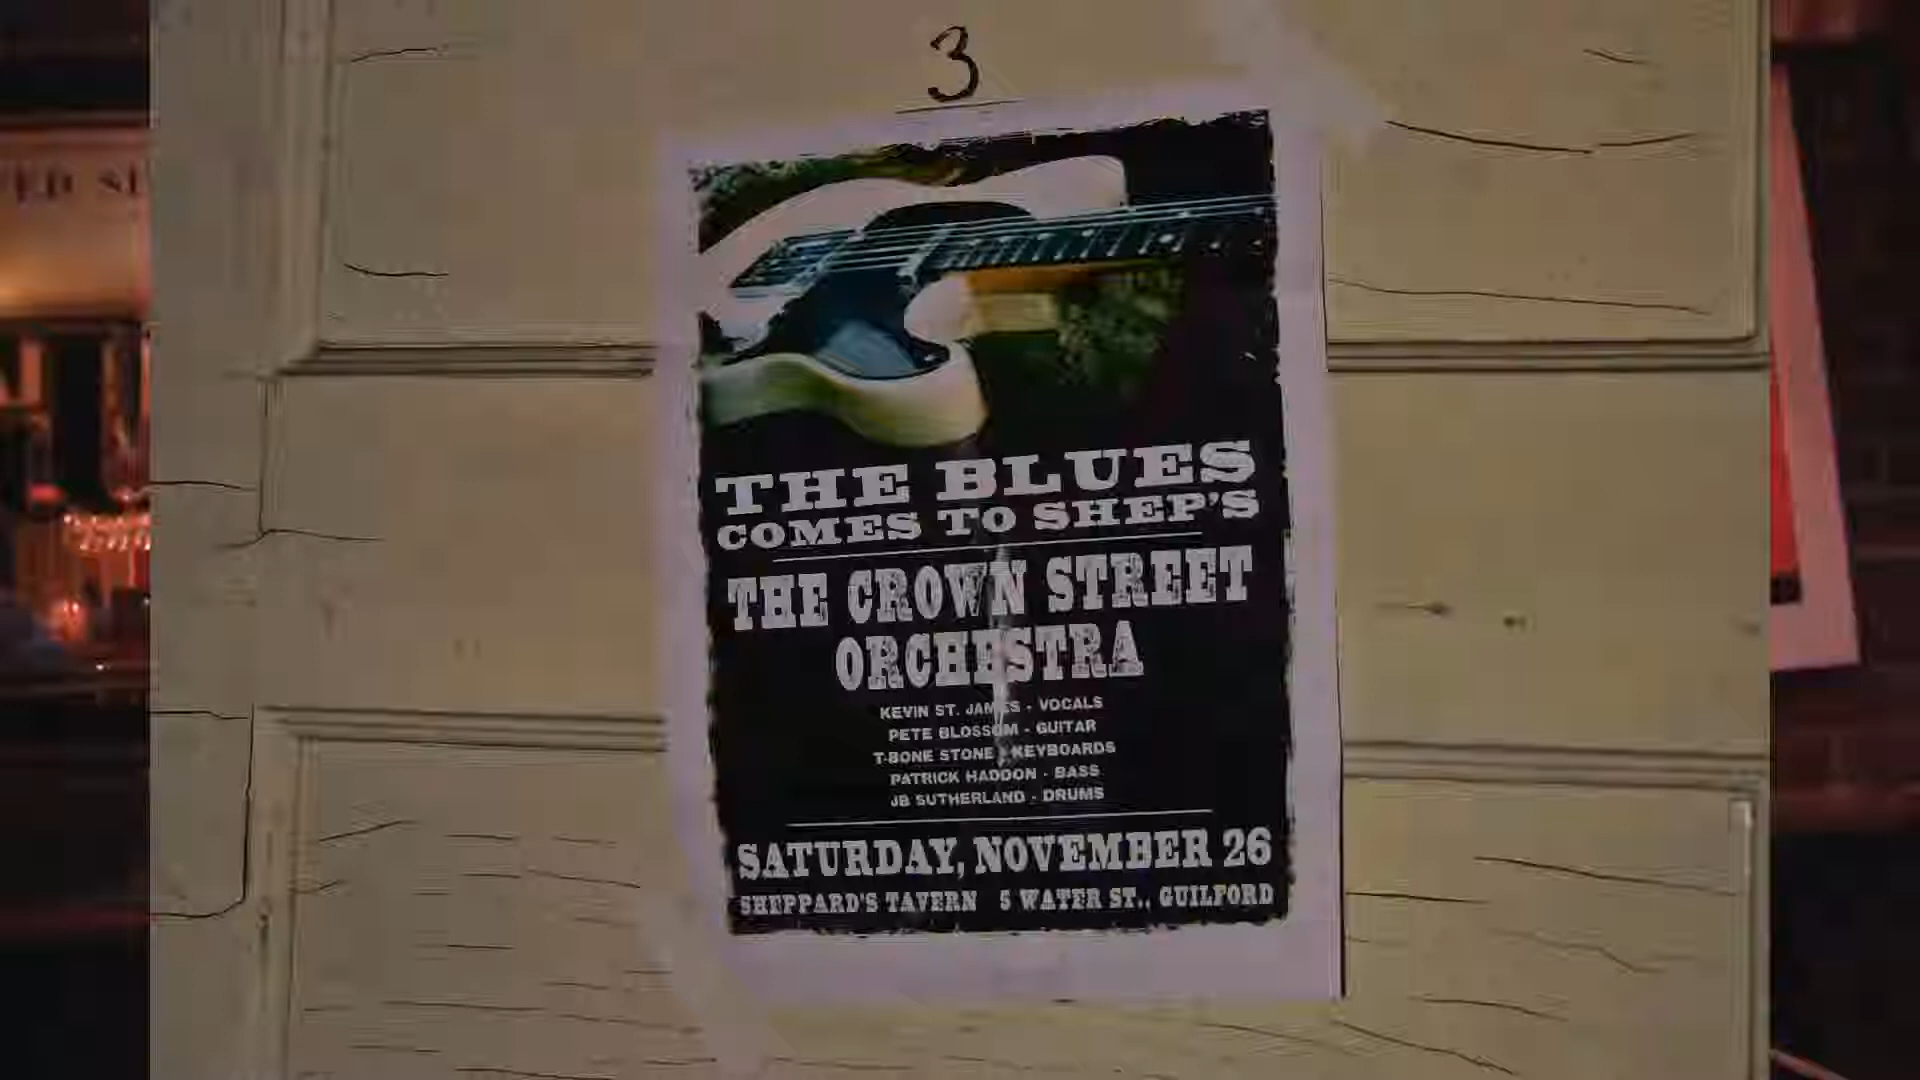 3
THE BLUES
COMES TO SHEP'S
THE CROWN STREET
ORCHESTRA
KEVIN ST. JAMES - VOCALS
PETE BLOSSOM - GUITAR
T-BONE STONE - KEYBOARDS
PATRICK HADDON - BASS
JB SUTHERLAND - DRUMS
SATURDAY, NOVEMBER 26
SHEPPARD'S TAVERN 5 WATER ST., GUILFORD